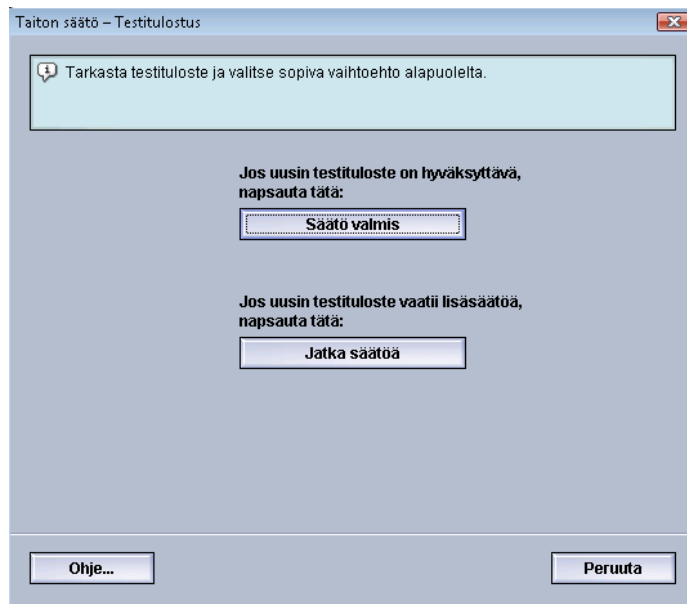 Taiton säätö – Testitulostus
Tarkasta testituloste ja valitse sopiva vaihtoehto alapuolelta.
Jos uusin testituloste on hyväksyttävä,
napsauta tätä:
Säätö valmis
Jos uusin testituloste vaatii lisäsäätöä,
napsauta tätä:
Jatka säätöä
Ohje...
Peruuta